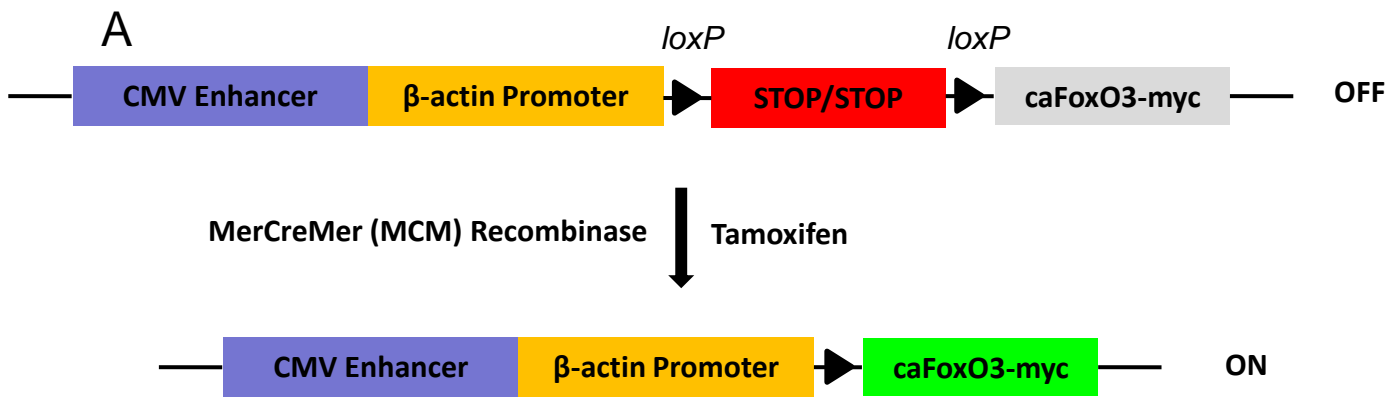 A
loxP loxP
CMV Enhancer β-actin Promoter STOP/STOP caFoxO3-myc OFF
MerCreMer (MCM) Recombinase Tamoxifen
CMV Enhancer β-actin Promoter caFoxO3-myc ON